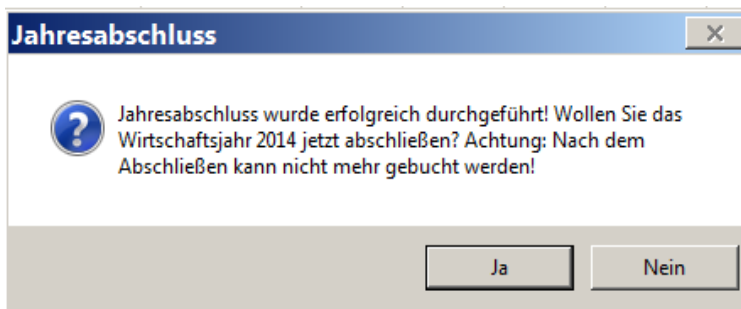 Jahresabschluss
Jahresabschluss wurde erfolgreich durchgeführt! Wollen Sie das
Wirtschaftsjahr 2014 jetzt abschließen? Achtung: Nach dem
Abschließen kann nicht mehr gebucht werden!
Ja
Nein